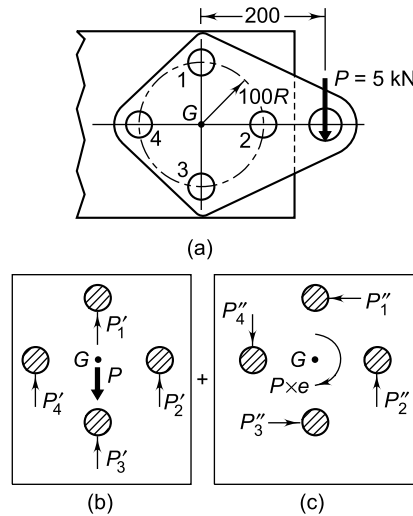 200
P = 5 kN
1
100R
G
4
2
3
(a)
P′₁
G
P
P′₄
P′₂
P′₃
(b)
+
P″₄
P″₁
G
P×e
P″₃
P″₂
(c)